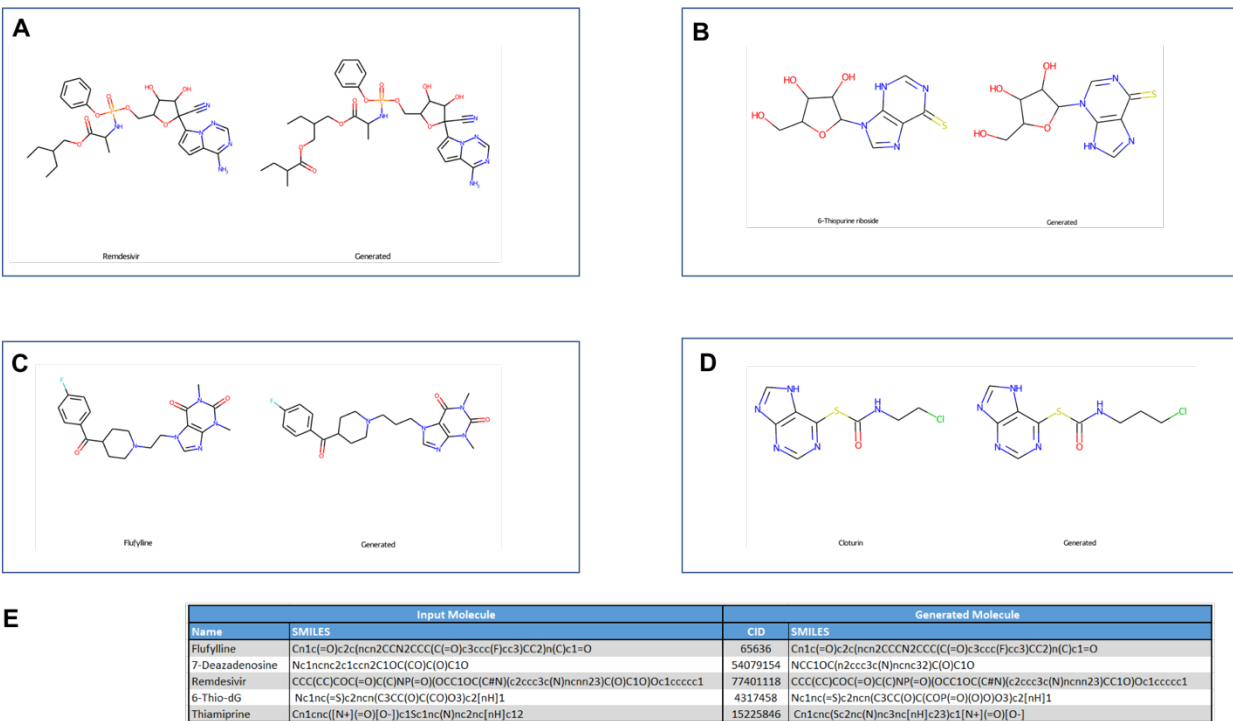 A
Remdesivir
Generated
B
6-Thiopurine riboside
Generated
C
Flufylline
Generated
D
Cloturin
Generated
E
Input Molecule Generated Molecule
Name SMILES CID SMILES
Flufylline Cn1c(=O)c2c(ncn2CCN2CCC(C(=O)c3ccc(F)cc3)CC2)n(C)c1=O 65636 Cn1c(=O)c2c(ncn2CCCN2CCC(C(=O)c3ccc(F)cc3)CC2)n(C)c1=O
7-Deazadenosine Nc1ncnc2c1ccn2C1OC(CO)C(O)C1O 54079154 NCC1OC(n2ccc3c(N)ncnc32)C(O)C1O
Remdesivir CCC(CC)COC(=O)C(C)NP(=O)(OCC1OC(C#N)(c2ccc3c(N)ncnn23)C(O)C1O)Oc1ccccc1 77401118 CCC(CC)COC(=O)C(C)NP(=O)(OCC1OC(C#N)(c2ccc3c(N)ncnn23)CC1O)Oc1ccccc1
6-Thio-dG Nc1nc(=S)c2ncn(C3CC(O)C(CO)O3)c2[nH]1 4317458 Nc1nc(=S)c2ncn(C3CC(O)C(COP(=O)(O)O)O3)c2[nH]1
Thiamiprine Cn1cnc([N+](=O)[O-])c1Sc1nc(N)nc2nc[nH]c12 15225846 Cn1cnc(Sc2nc(N)nc3nc[nH]c23)c1[N+](=O)[O-]